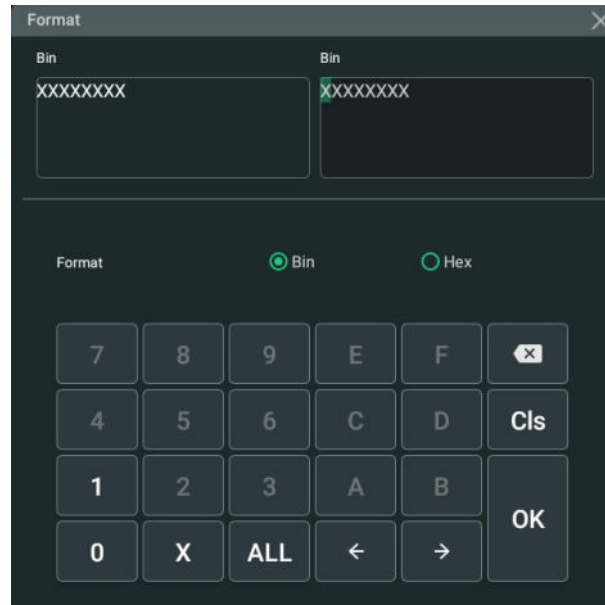 Format
Bin Bin
XXXXXXXX XXXXXXXX
Format Bin Hex
7 8 9 E F
4 5 6 C D Cls
1 2 3 A B
OK
0 X ALL ← →